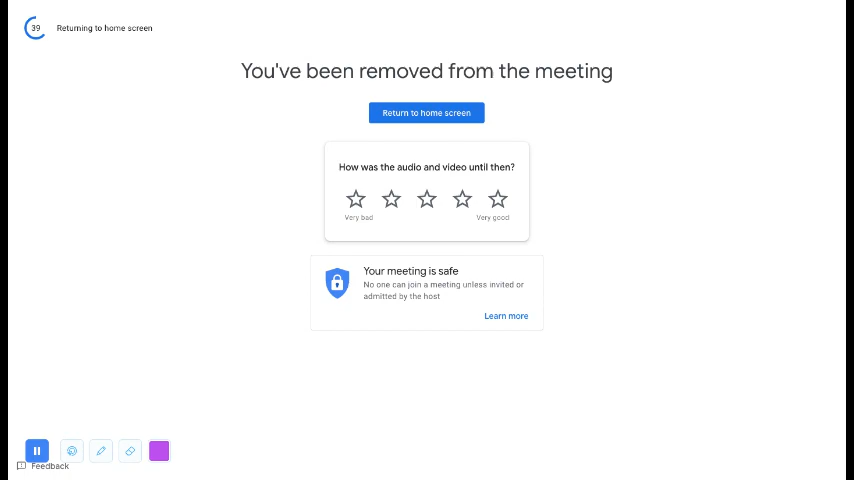 39 Returning to home screen
You've been removed from the meeting
Return to home screen
How was the audio and video until then?
Very bad Very good
Your meeting is safe
No one can join a meeting unless invited or
admitted by the host
Learn more
Feedback